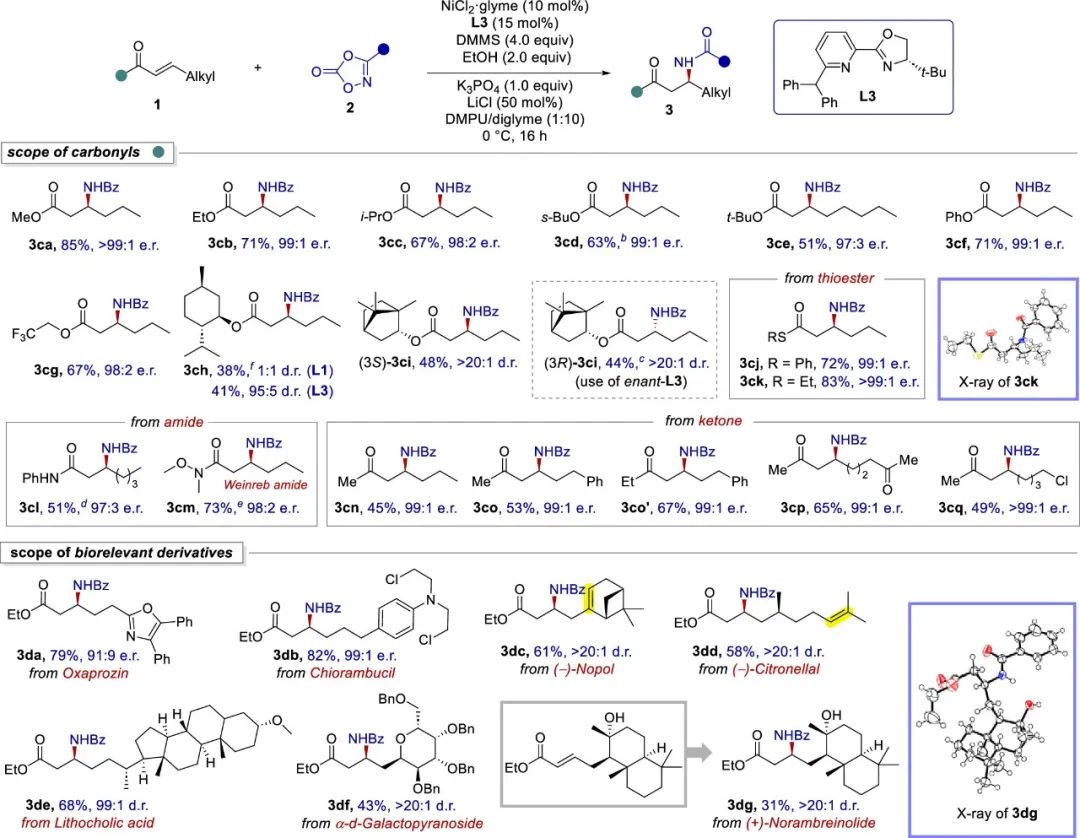 NiCl2·glyme (10 mol%)
L3 (15 mol%)
DMMS (4.0 equiv)
EtOH (2.0 equiv)
K3PO4 (1.0 equiv)
LiCl (50 mol%)
DMPU/diglyme (1:10)
0 °C, 16 h
O
Alkyl
1
+
O
O
O
N
2
O
NH
O
Alkyl
3
O
N
N
t-Bu
Ph
Ph
L3
scope of carbonyls
O NHBz
MeO
3ca, 85%, >99:1 e.r.
O NHBz
EtO
3cb, 71%, 99:1 e.r.
O NHBz
i-PrO
3cc, 67%, 98:2 e.r.
O NHBz
s-BuO
3cd, 63%,b 99:1 e.r.
O NHBz
t-BuO
3ce, 51%, 97:3 e.r.
O NHBz
PhO
3cf, 71%, 99:1 e.r.
O NHBz
F3C O
3cg, 67%, 98:2 e.r.
O NHBz
O
3ch, 38%,f 1:1 d.r. (L1)
41%, 95:5 d.r. (L3)
O NHBz
O
(3S)-3ci, 48%, >20:1 d.r.
O NHBz
O
(3R)-3ci, 44%,c >20:1 d.r.
(use of enant-L3)
from thioester
O NHBz
RS
3cj, R = Ph, 72%, 99:1 e.r.
3ck, R = Et, 83%, >99:1 e.r.
X-ray of 3ck
from amide
O NHBz
PhHN
( )3
3cl, 51%,d 97:3 e.r.
O NHBz
O N
Weinreb amide
3cm, 73%,e 98:2 e.r.
from ketone
O NHBz
Me
3cn, 45%, 99:1 e.r.
O NHBz
Me Ph
3co, 53%, 99:1 e.r.
O NHBz
Et Ph
3co', 67%, 99:1 e.r.
O NHBz
Me ( )2 Me
O
3cp, 65%, 99:1 e.r.
O NHBz
Me ( )3 Cl
3cq, 49%, >99:1 e.r.
scope of biorelevant derivatives
O NHBz
EtO
O
N
Ph
Ph
3da, 79%, 91:9 e.r.
from Oxaprozin
Cl
N
Cl
O NHBz
EtO
3db, 82%, 99:1 e.r.
from Chiorambucil
O NHBz
EtO
3dc, 61%, >20:1 d.r.
from (–)-Nopol
O NHBz
EtO
3dd, 58%, >20:1 d.r.
from (–)-Citronellal
O NHBz
EtO
H
H
H
H
O
3de, 68%, 99:1 d.r.
from Lithocholic acid
BnO
O NHBz
EtO
O
OBn
OBn
OBn
3df, 43%, >20:1 d.r.
from α-d-Galactopyranoside
O
EtO
OH
H
O NHBz
EtO
OH
H
3dg, 31%, >20:1 d.r.
from (+)-Norambreinolide
X-ray of 3dg